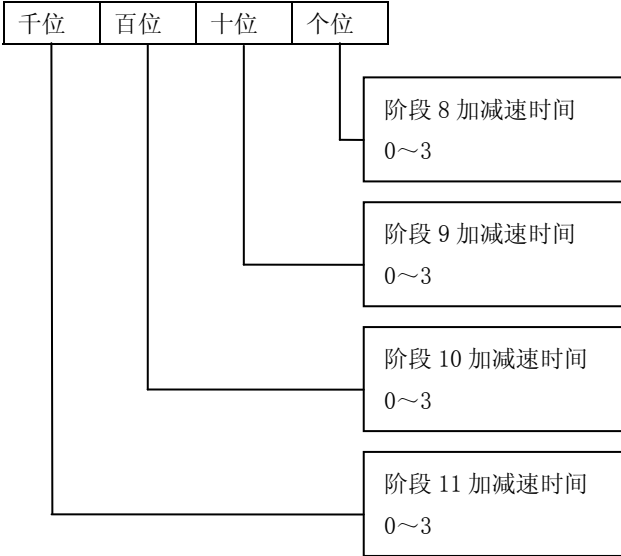 千位 百位 十位 个位
阶段 8 加减速时间
0～3
阶段 9 加减速时间
0～3
阶段 10 加减速时间
0～3
阶段 11 加减速时间
0～3